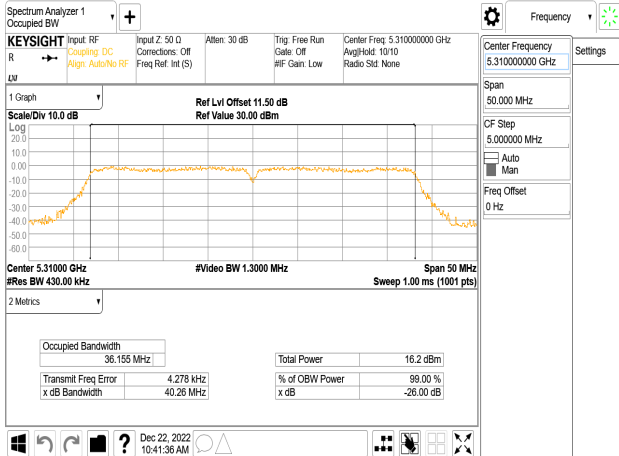 Spectrum Analyzer 1
Occupied BW
Frequency
KEYSIGHT
R
Input: RF
Coupling: DC
Align: Auto/No RF
Input Z: 50 Ω
Corrections: Off
Freq Ref: Int (S)
Atten: 30 dB
Trig: Free Run
Gate: Off
#IF Gain: Low
Center Freq: 5.310000000 GHz
Avg|Hold: 10/10
Radio Std: None
LXI
Center Frequency
5.310000000 GHz
Settings
Span
50.000 MHz
CF Step
5.000000 MHz
Auto
Man
Freq Offset
0 Hz
1 Graph
Scale/Div 10.0 dB
Ref Lvl Offset 11.50 dB
Ref Value 30.00 dBm
Log
20.0
10.0
0.00
-10.0
-20.0
-30.0
-40.0
-50.0
-60.0
Center 5.31000 GHz
#Video BW 1.3000 MHz
Span 50 MHz
#Res BW 430.00 kHz
Sweep 1.00 ms (1001 pts)
2 Metrics
Occupied Bandwidth
36.155 MHz
Total Power 16.2 dBm
Transmit Freq Error 4.278 kHz
% of OBW Power 99.00 %
x dB Bandwidth 40.26 MHz
x dB -26.00 dB
?
Dec 22, 2022
10:41:36 AM